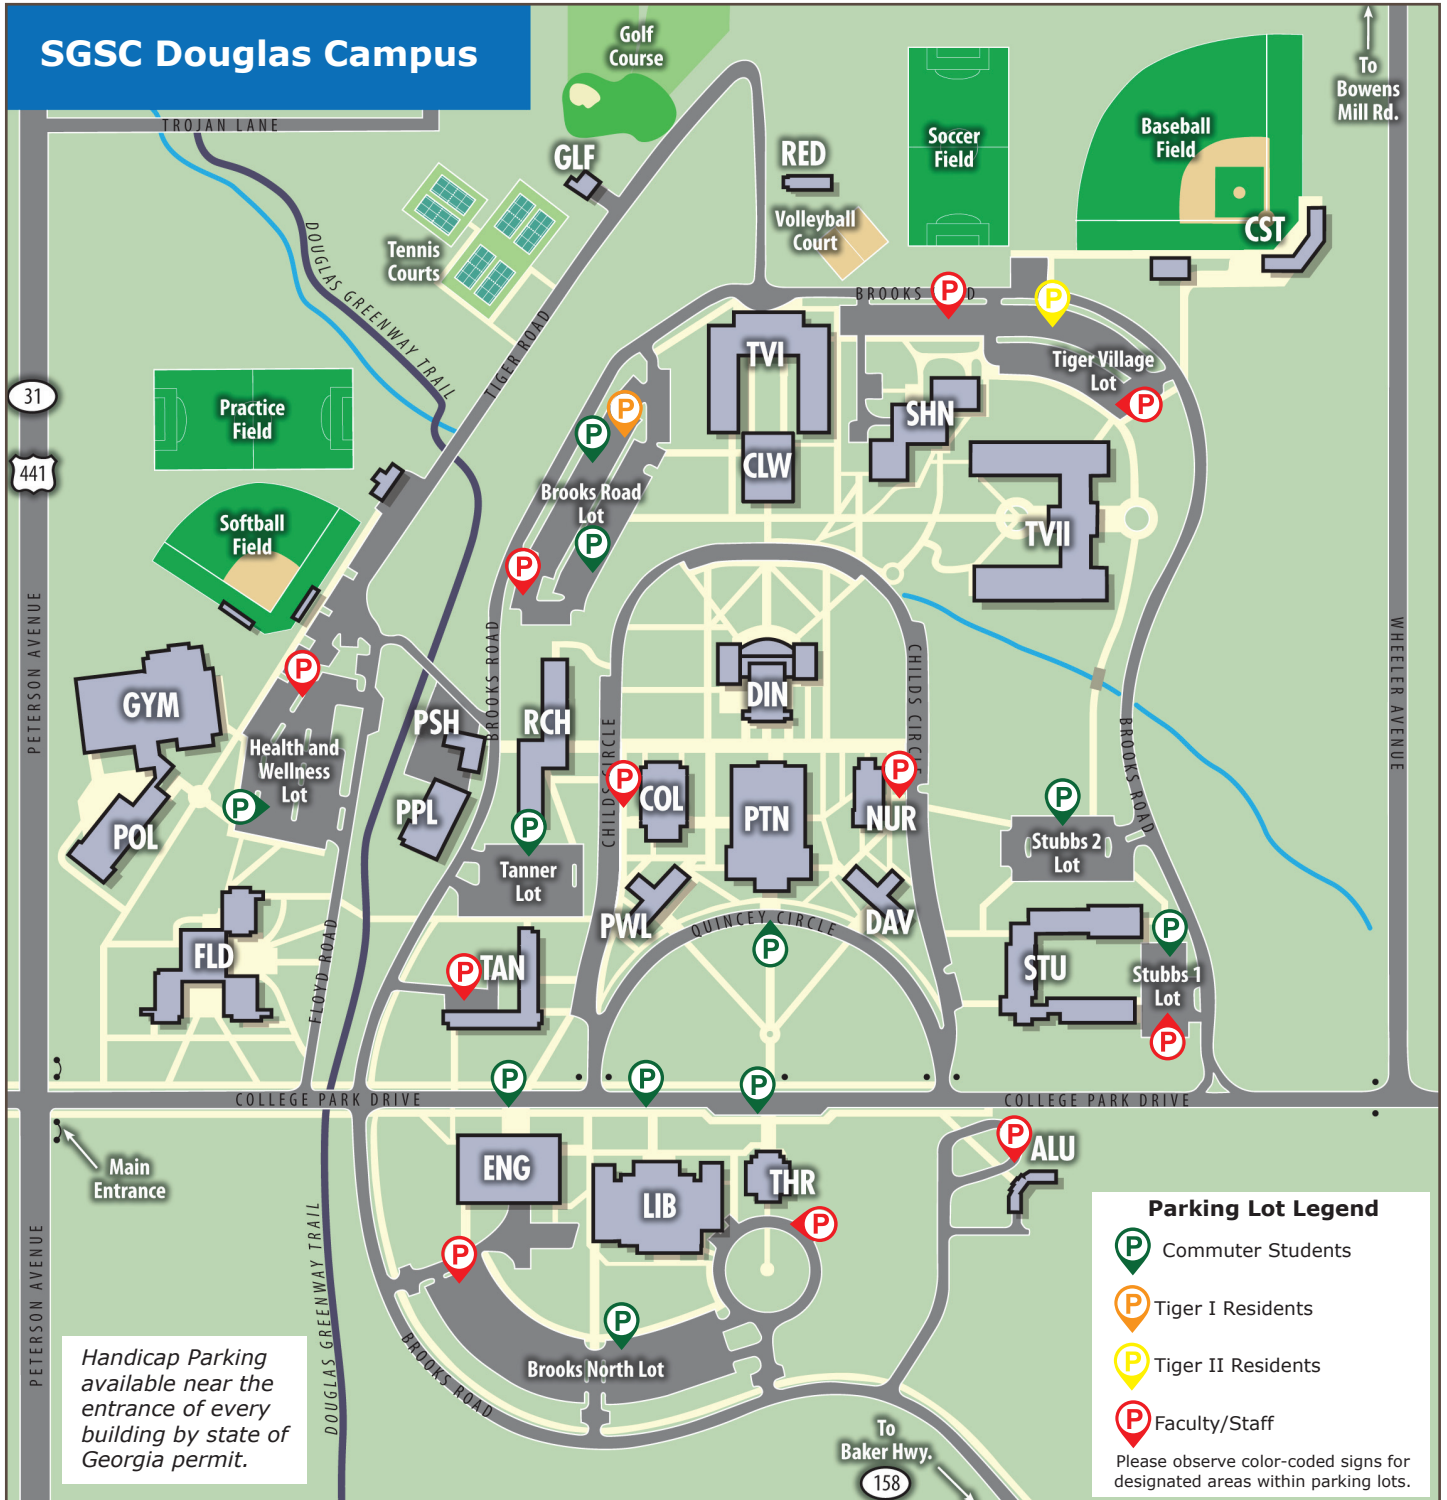 SGSC Douglas Campus
Golf
Course
To
Bowens
Mill Rd.
TROJAN LANE
GLF
RED
Soccer
Field
Baseball
Field
Volleyball
Court
CST
Tennis
Courts
DOUGLAS GREENWAY TRAIL
TIGER ROAD
BROOKS
D
P
P
TVI
Tiger Village
Lot
P
31
441
Practice
Field
P
P
SHN
CLW
Brooks Road
Lot
P
P
TVII
Softball
Field
PETERSON AVENUE
WHEELER AVENUE
BROOKS ROAD
CHILDS CIRCLE
CHILDS CIRCLE
BROOKS ROAD
P
GYM
DIN
PSH
RCH
Health and
Wellness
Lot
P
P
P
P
P
COL
PTN
NUR
PPL
POL
P
Stubbs 2
Lot
Tanner
Lot
PWL
QUINCEY CIRCLE
DAV
P
P
FLD
FLOYD ROAD
P
TAN
STU
Stubbs 1
Lot
P
P
P
P
COLLEGE PARK DRIVE
COLLEGE PARK DRIVE
Main
Entrance
ENG
LIB
THR
P
ALU
P
P
P
Brooks North Lot
BROOKS ROAD
PETERSON AVENUE
DOUGLAS GREENWAY TRAIL
To
Baker Hwy.
158
Handicap Parking
available near the
entrance of every
building by state of
Georgia permit.
Parking Lot Legend
P Commuter Students
P Tiger I Residents
P Tiger II Residents
P Faculty/Staff
Please observe color-coded signs for
designated areas within parking lots.